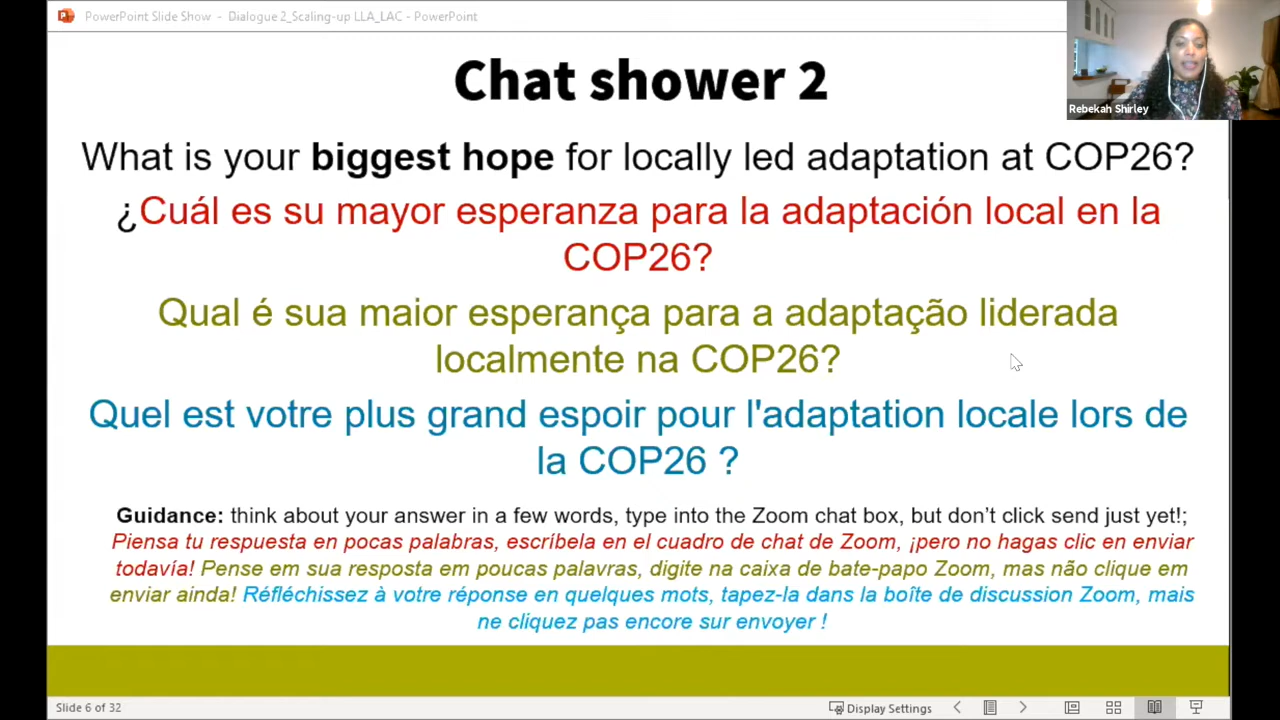 PowerPoint Slide Show - Dialogue 2_Scaling-up LLA_LAC - PowerPoint
Rebekah Shirley
Chat shower 2
What is your biggest hope for locally led adaptation at COP26?
¿Cuál es su mayor esperanza para la adaptación local en la
COP26?
Qual é sua maior esperança para a adaptação liderada
localmente na COP26?
Quel est votre plus grand espoir pour l'adaptation locale lors de
la COP26 ?
Guidance: think about your answer in a few words, type into the Zoom chat box, but don’t click send just yet!;
Piensa tu respuesta en pocas palabras, escríbela en el cuadro de chat de Zoom, ¡pero no hagas clic en enviar
todavía! Pense em sua resposta em poucas palavras, digite na caixa de bate-papo Zoom, mas não clique em
enviar ainda! Réfléchissez à votre réponse en quelques mots, tapez-la dans la boîte de discussion Zoom, mais
ne cliquez pas encore sur envoyer !
Slide 6 of 32
Display Settings